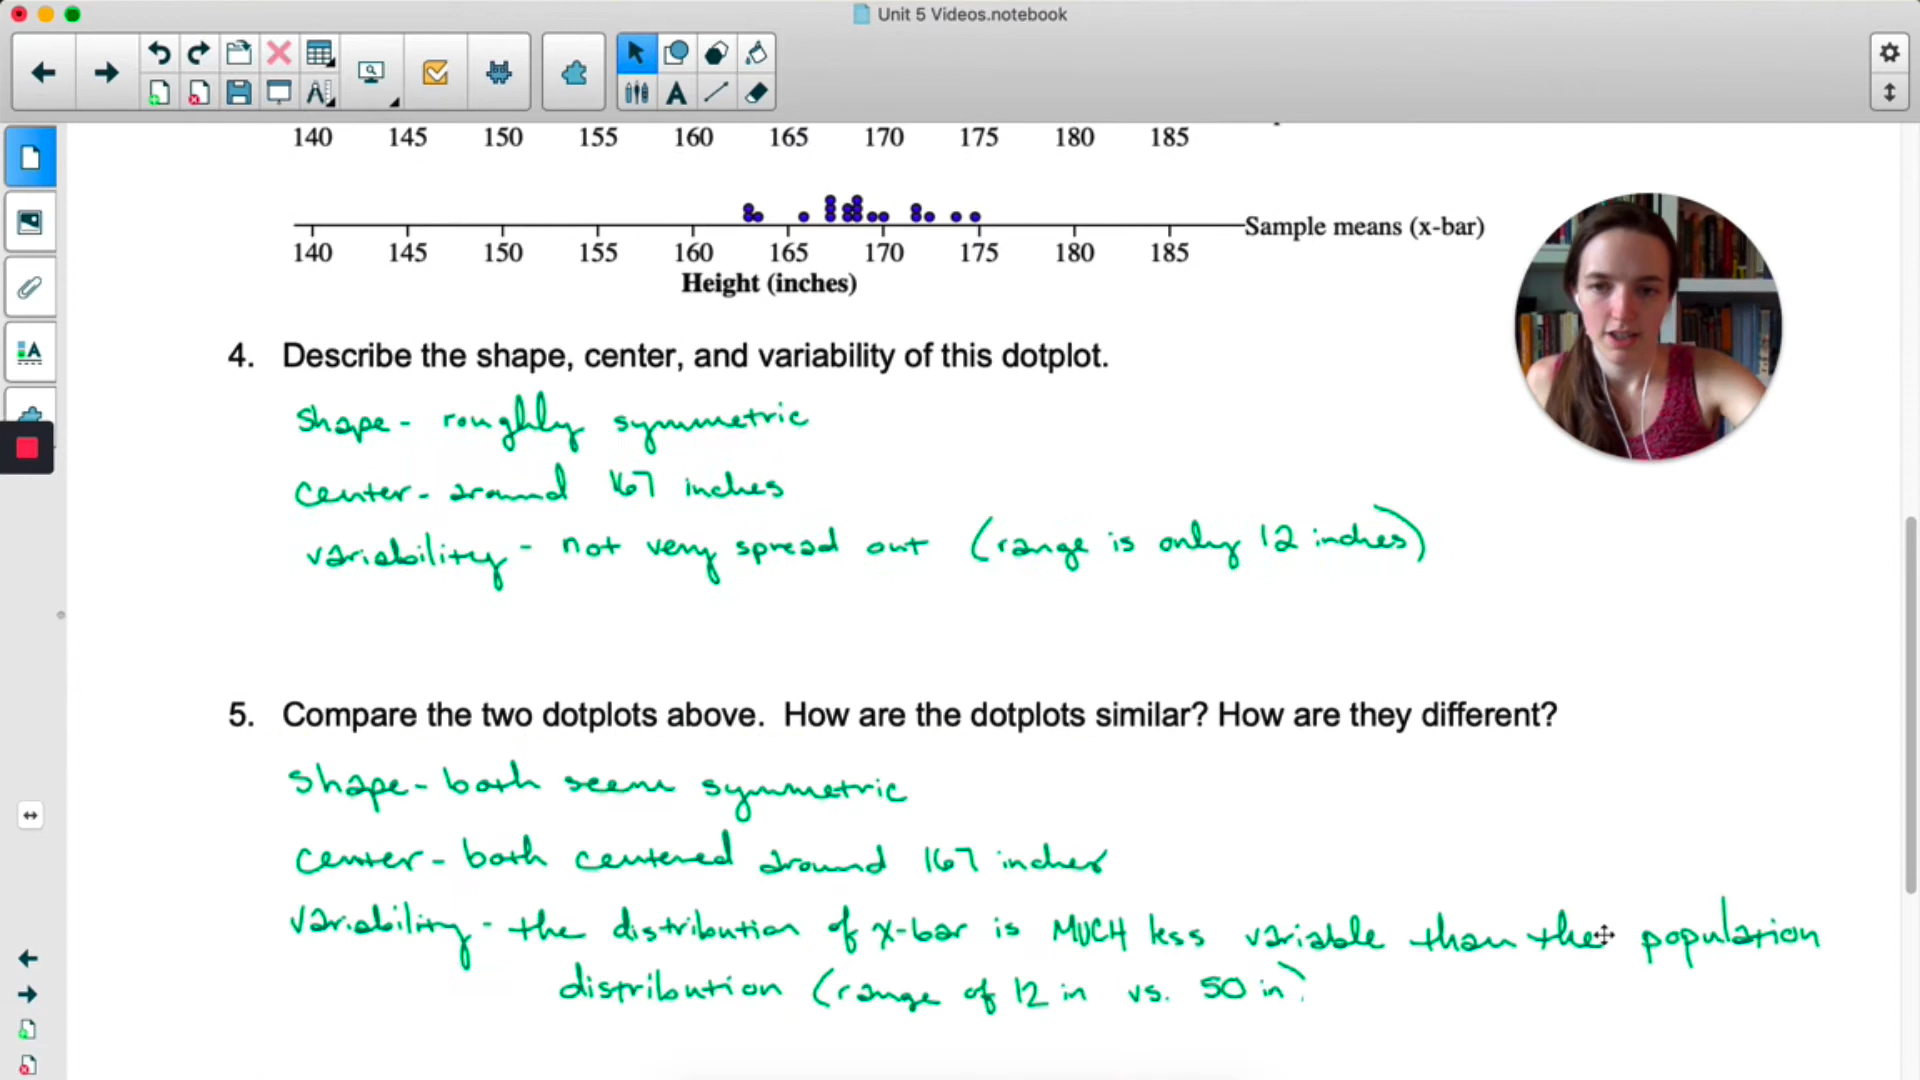 Unit 5 Videos.notebook
140 145 150 155 160 165 170 175 180 185
Sample means (x-bar)
140 145 150 155 160 165 170 175 180 185
Height (inches)
4. Describe the shape, center, and variability of this dotplot.
Shape - roughly symmetric
Center - around 167 inches
variability - not very spread out (range is only 12 inches)
5. Compare the two dotplots above. How are the dotplots similar? How are they different?
Shape - both seem symmetric
Center - both centered around 167 inches
Variability - the distribution of x-bar is MUCH less variable than the population
distribution (range of 12 in vs. 50 in)